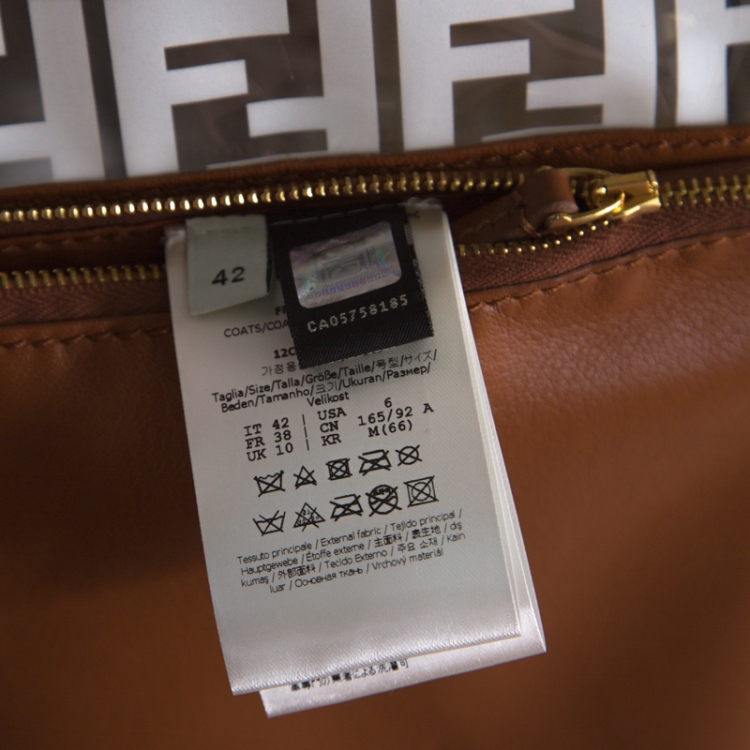 42
CA05758185
COATS/COA
12C
Taglia/Size/Talla/Größe/Taille/号型/サイズ/
Beden/Tamanho/크기/Ukuran/Размер/
Velikost
IT 42 | USA 6
FR 38 | CN 165/92 A
UK 10 | KR M(66)
Tessuto principale / External fabric / Tejido principal /
Hauptgewebe / Étoffe externe / 主面料 / 表生地 / dış
kumaş / 外部面料 / Tecido Externo / 주요 소재 / Kain
luar / Основная ткань / Vrchový materiál